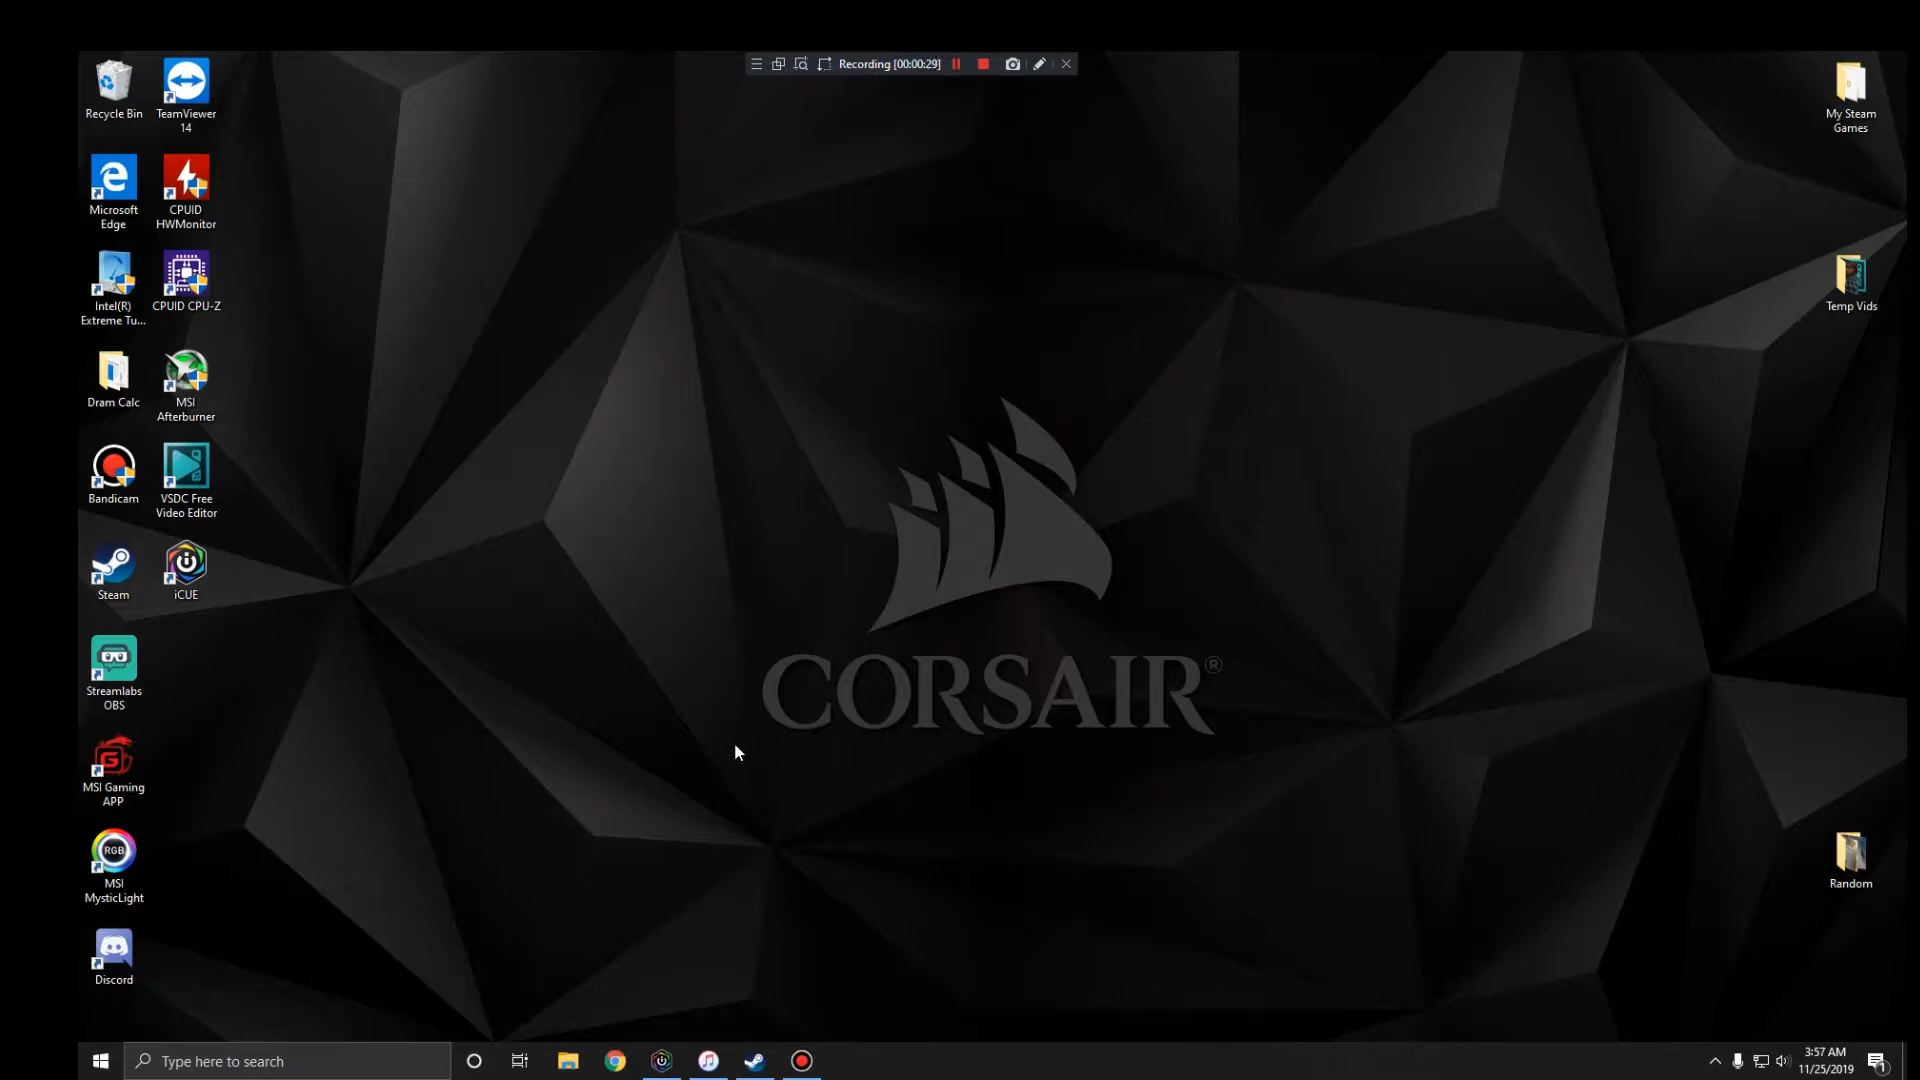 Recording [00:00:29]
Recycle Bin
TeamViewer
14
Microsoft
Edge
CPUID
HWMonitor
Intel(R)
Extreme Tu...
CPUID CPU-Z
Dram Calc
MSI
Afterburner
Bandicam
VSDC Free
Video Editor
Steam
iCUE
Streamlabs
OBS
G
MSI Gaming
APP
RGB
MSI
MysticLight
Discord
My Steam
Games
Temp Vids
Random
CORSAIR®
Type here to search
3:57 AM
11/25/2019
1